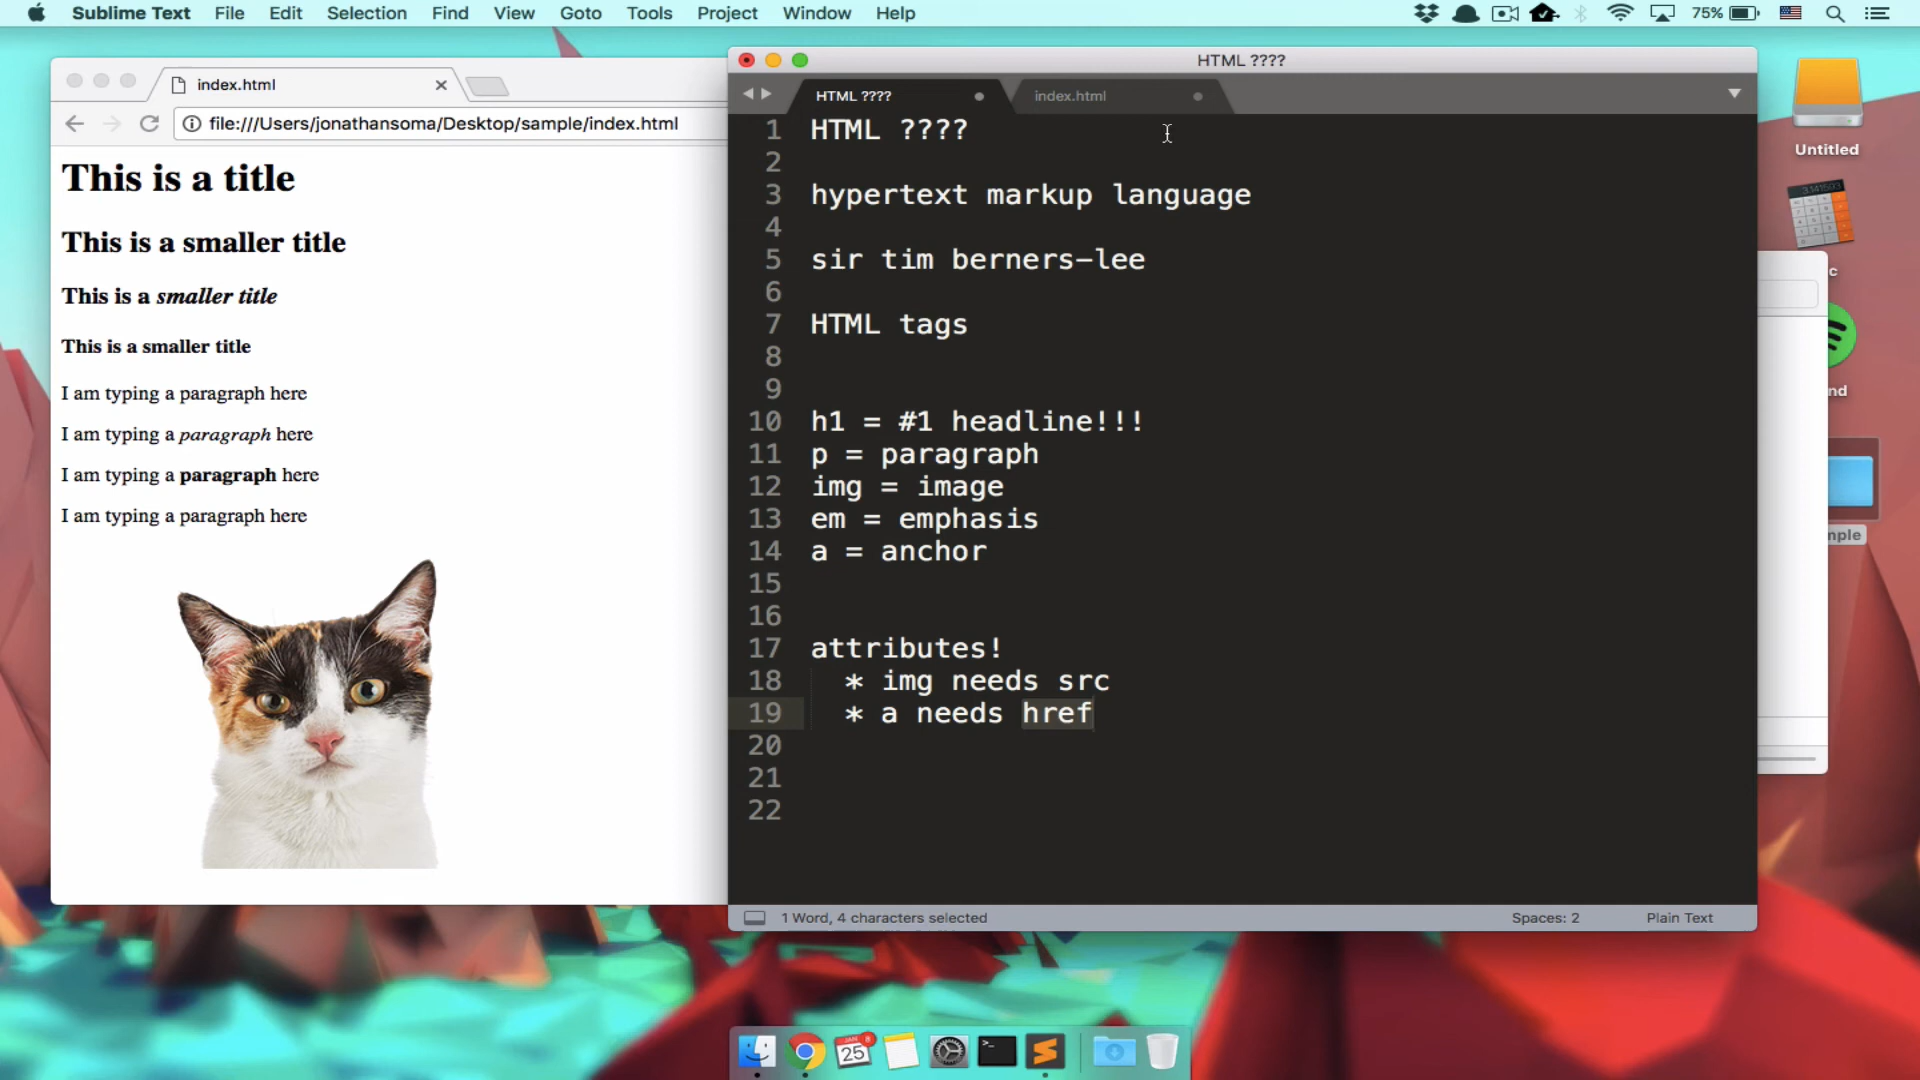 Sublime Text File Edit Selection Find View Goto Tools Project Window Help
75%
index.html
file:///Users/jonathansoma/Desktop/sample/index.html
This is a title
This is a smaller title
This is a smaller title
This is a smaller title
I am typing a paragraph here
I am typing a paragraph here
I am typing a paragraph here
I am typing a paragraph here
HTML ????
HTML ????
index.html
1 HTML ????
2
3 hypertext markup language
4
5 sir tim berners-lee
6
7 HTML tags
8
9
10 h1 = #1 headline!!!
11 p = paragraph
12 img = image
13 em = emphasis
14 a = anchor
15
16
17 attributes!
18 * img needs src
19 * a needs href
20
21
22
1 Word, 4 characters selected
Spaces: 2
Plain Text
Untitled
c
nd
mple
JAN
25
8